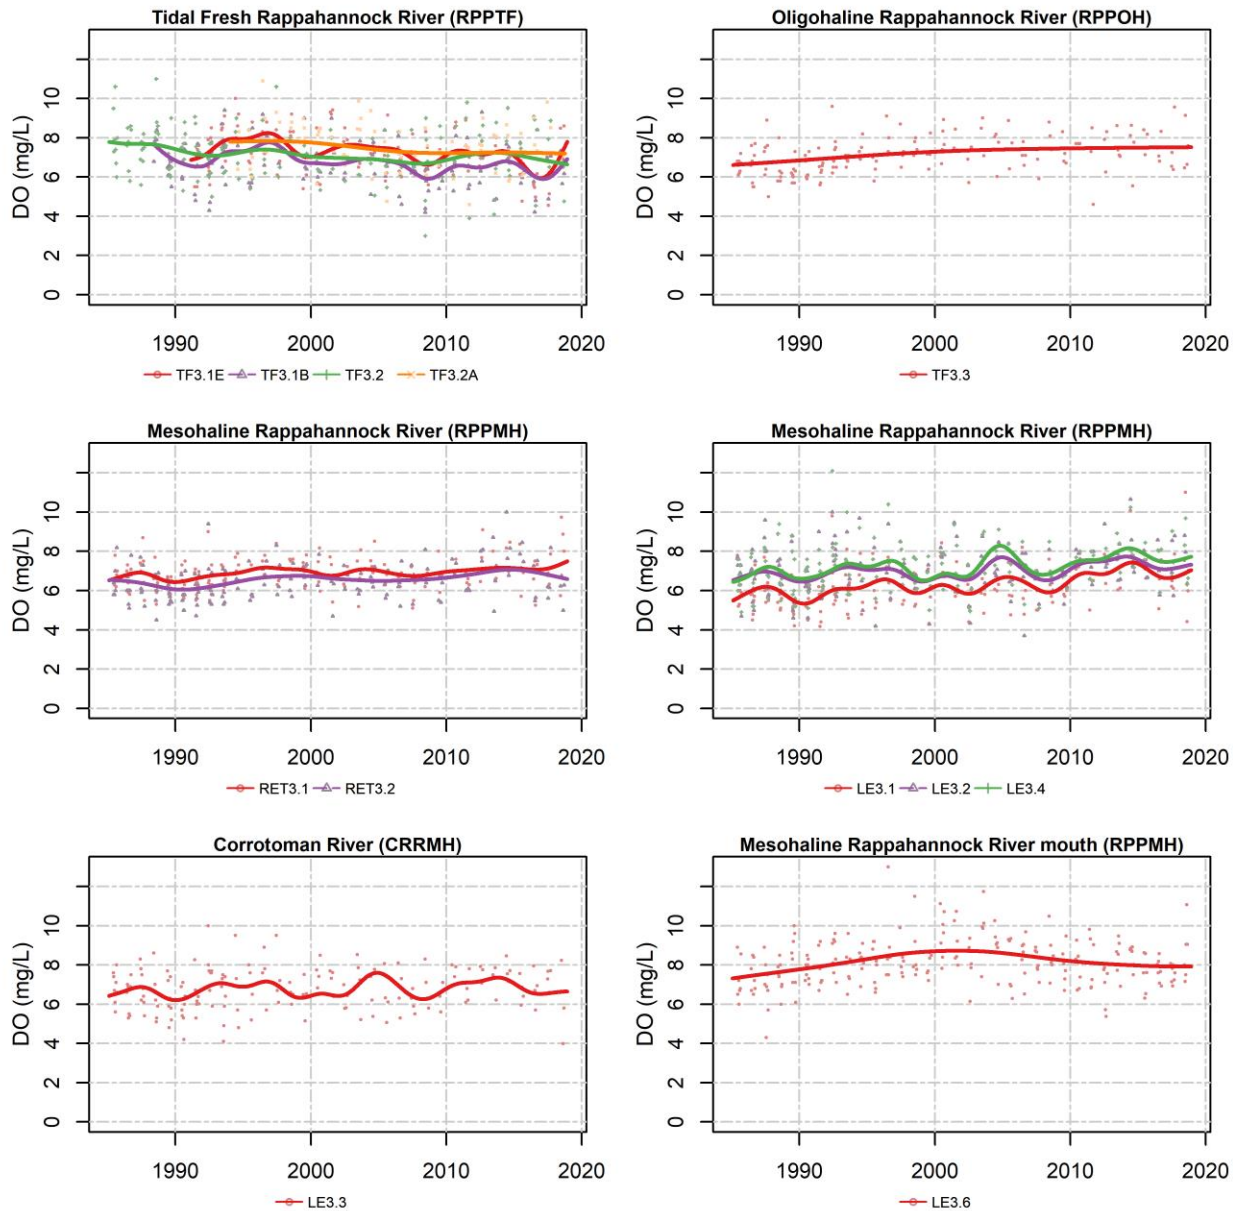 Tidal Fresh Rappahannock River (RPPTF)
DO (mg/L)
10
8
6
4
2
0
1990 2000 2010 2020
TF3.1E TF3.1B TF3.2 TF3.2A
Oligohaline Rappahannock River (RPPOH)
DO (mg/L)
10
8
6
4
2
0
1990 2000 2010 2020
TF3.3
Mesohaline Rappahannock River (RPPMH)
DO (mg/L)
10
8
6
4
2
0
1990 2000 2010 2020
RET3.1 RET3.2
Mesohaline Rappahannock River (RPPMH)
DO (mg/L)
10
8
6
4
2
0
1990 2000 2010 2020
LE3.1 LE3.2 LE3.4
Corrotoman River (CRRMH)
DO (mg/L)
10
8
6
4
2
0
1990 2000 2010 2020
LE3.3
Mesohaline Rappahannock River mouth (RPPMH)
DO (mg/L)
10
8
6
4
2
0
1990 2000 2010 2020
LE3.6